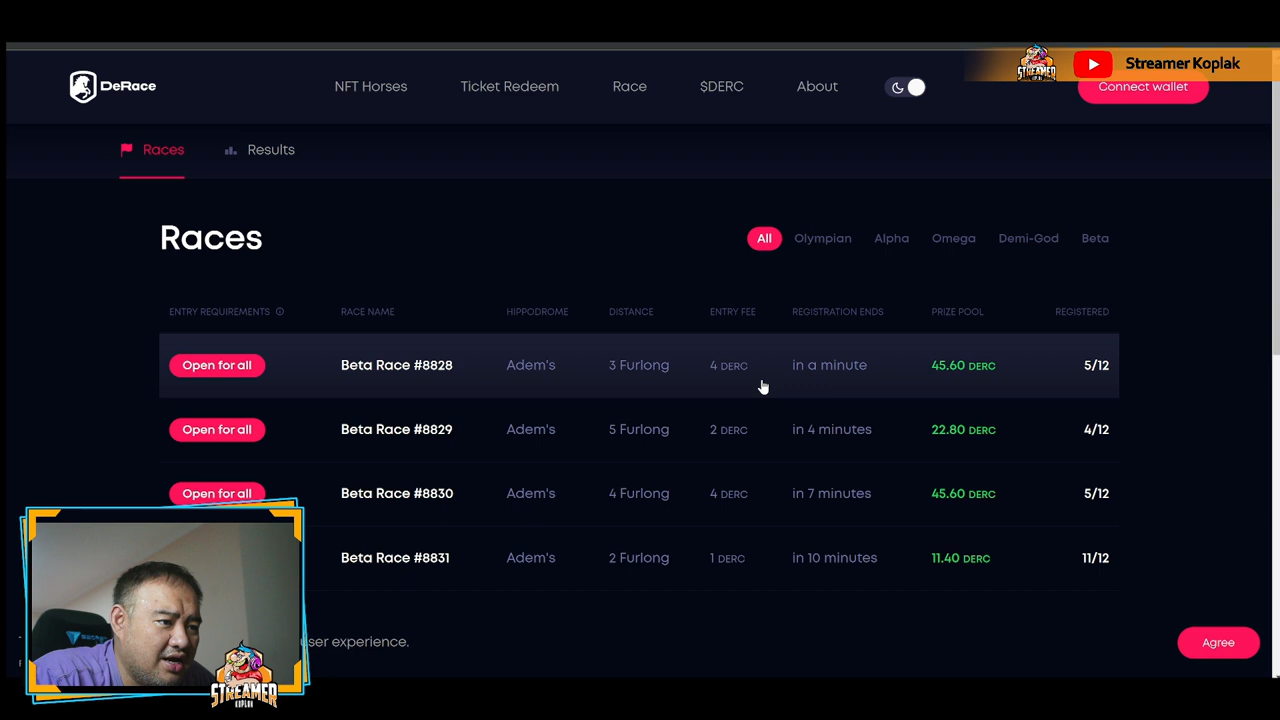 Streamer Koplak
DeRace
NFT Horses
Ticket Redeem
Race
$DERC
About
Connect wallet
Races
Results
Races
All
Olympian
Alpha
Omega
Demi-God
Beta
ENTRY REQUIREMENTS
RACE NAME
HIPPODROME
DISTANCE
ENTRY FEE
REGISTRATION ENDS
PRIZE POOL
REGISTERED
Open for all
Beta Race #8828
Adem's
3 Furlong
4 DERC
in a minute
45.60 DERC
5/12
Open for all
Beta Race #8829
Adem's
5 Furlong
2 DERC
in 4 minutes
22.80 DERC
4/12
Open for all
Beta Race #8830
Adem's
4 Furlong
4 DERC
in 7 minutes
45.60 DERC
5/12
Beta Race #8831
Adem's
2 Furlong
1 DERC
in 10 minutes
11.40 DERC
11/12
user experience.
Agree
STREAMER
KOPLAK